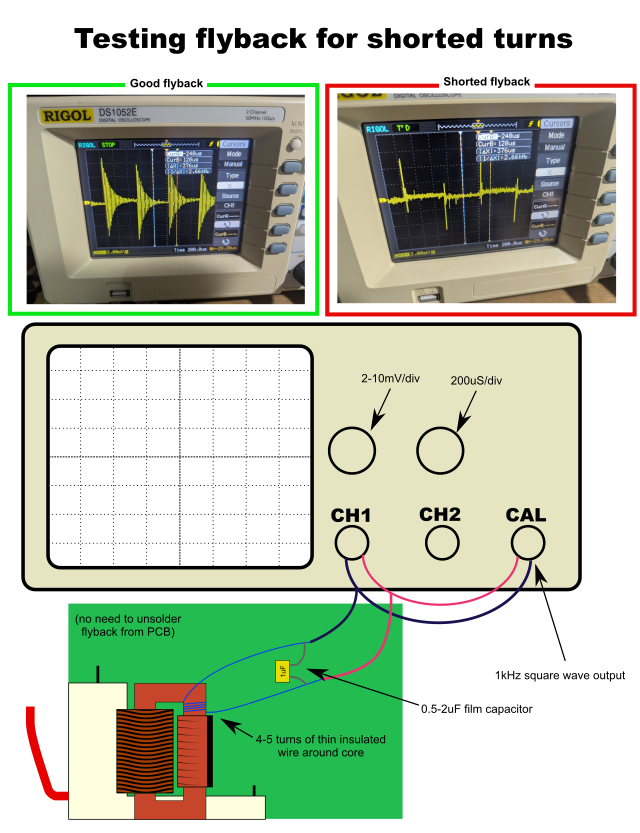 Testing flyback for shorted turns
Good flyback
Shorted flyback
RIGOL DS1052E
DIGITAL OSCILLOSCOPE
2 Channel
50MHz 1GSa/s
RIGOL STOP
CurA=-248us
CurB= 128us
|ΔX|=376us
1/|ΔX|=2.66kHz
Cursors
Mode
Manual
Type
X
Source
CH1
CurA
CurB
Time 200.0us
DIGITAL OSCILLOSCOPE
RIGOL T'D
CurA=-248us
CurB= 128us
|ΔX|=376us
1/|ΔX|=2.66kHz
Cursors
Mode
Manual
Type
X
Source
CH1
CurA
CurB
Time 200.0us
2-10mV/div
200uS/div
CH1
CH2
CAL
(no need to unsolder
flyback from PCB)
1kHz square wave output
1uF
0.5-2uF film capacitor
4-5 turns of thin insulated
wire around core